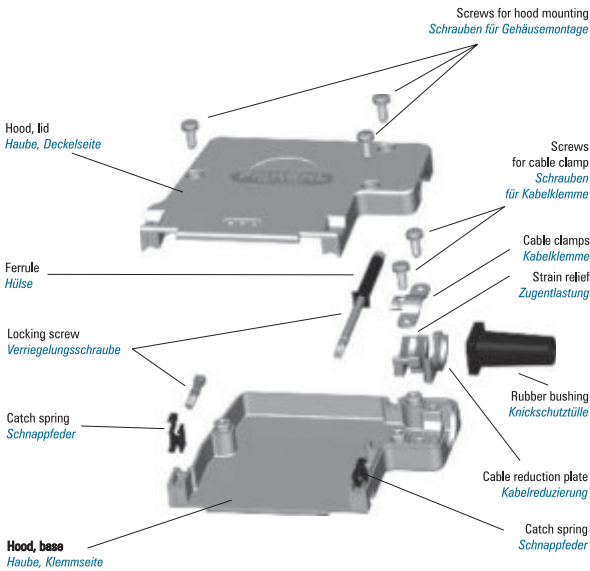 Screws for hood mounting
Schrauben für Gehäusemontage
Hood, lid
Haube, Deckelseite
Screws
for cable clamp
Schrauben
für Kabelklemme
Cable clamps
Kabelklemme
Ferrule
Hülse
Strain relief
Zugentlastung
Locking screw
Verriegelungsschraube
Rubber bushing
Knickschutztülle
Catch spring
Schnappfeder
Cable reduction plate
Kabelreduzierung
Catch spring
Schnappfeder
Hood, base
Haube, Klemmseite